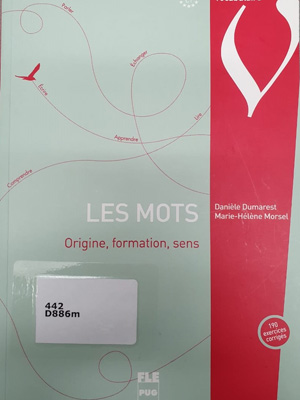 Parler
Échanger
Écrire
Lire
Apprendre
Comprendre
LES MOTS
Danièle Dumarest
Marie-Hélène Morsel
Origine, formation, sens
442
D886m
190
exercices
corrigés
FLE
PUG